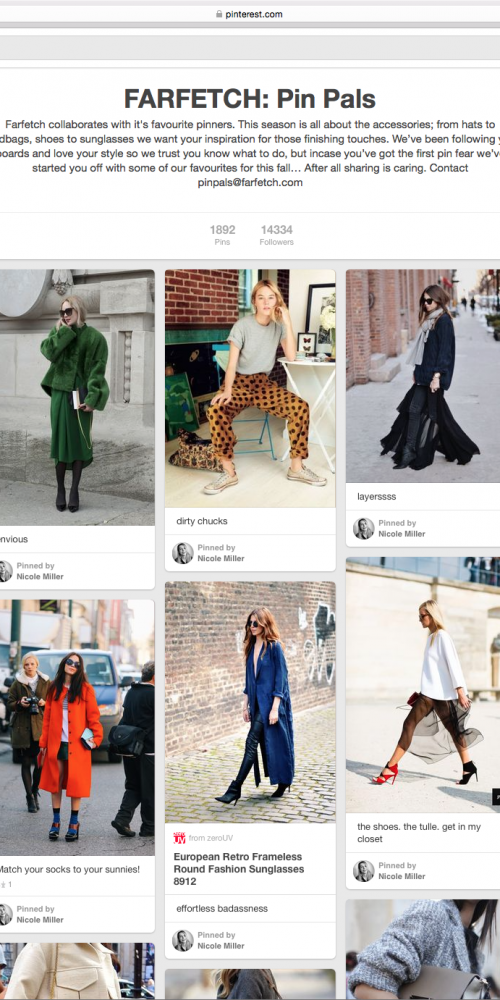 pinterest.com
FARFETCH: Pin Pals
Farfetch collaborates with it's favourite pinners. This season is all about the accessories; from hats to
dbags, shoes to sunglasses we want your inspiration for those finishing touches. We've been following y
boards and love your style so we trust you know what to do, but incase you've got the first pin fear we'v
started you off with some of our favourites for this fall... After all sharing is caring. Contact
pinpals@farfetch.com
1892
Pins
14334
Followers
nvious
Pinned by
Nicole Miller
Match your socks to your sunnies!
1
Pinned by
Nicole Miller
dirty chucks
Pinned by
Nicole Miller
from zeroUV
European Retro Frameless
Round Fashion Sunglasses
8912
effortless badassness
Pinned by
Nicole Miller
layerssss
Pinned by
Nicole Miller
the shoes. the tulle. get in my
closet
Pinned by
Nicole Miller